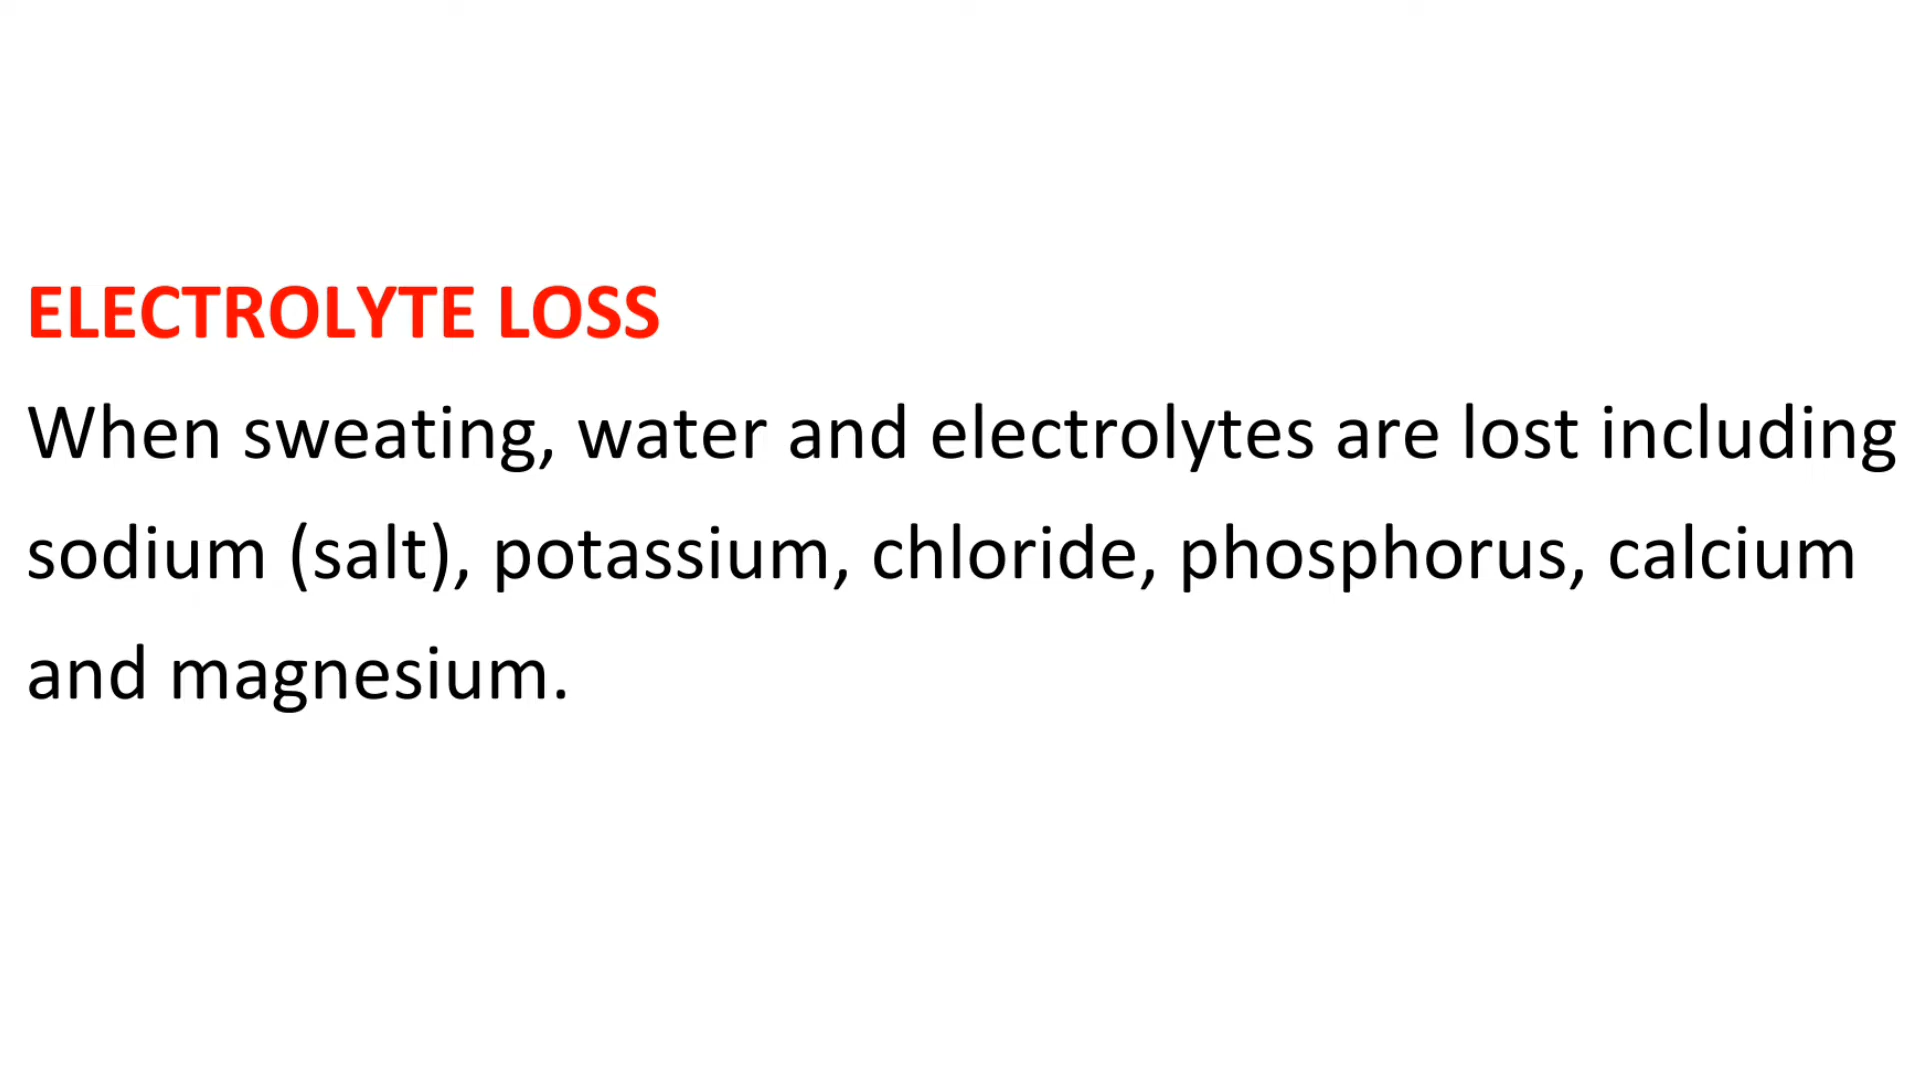 ELECTROLYTE LOSS
When sweating, water and electrolytes are lost including
sodium (salt), potassium, chloride, phosphorus, calcium
and magnesium.